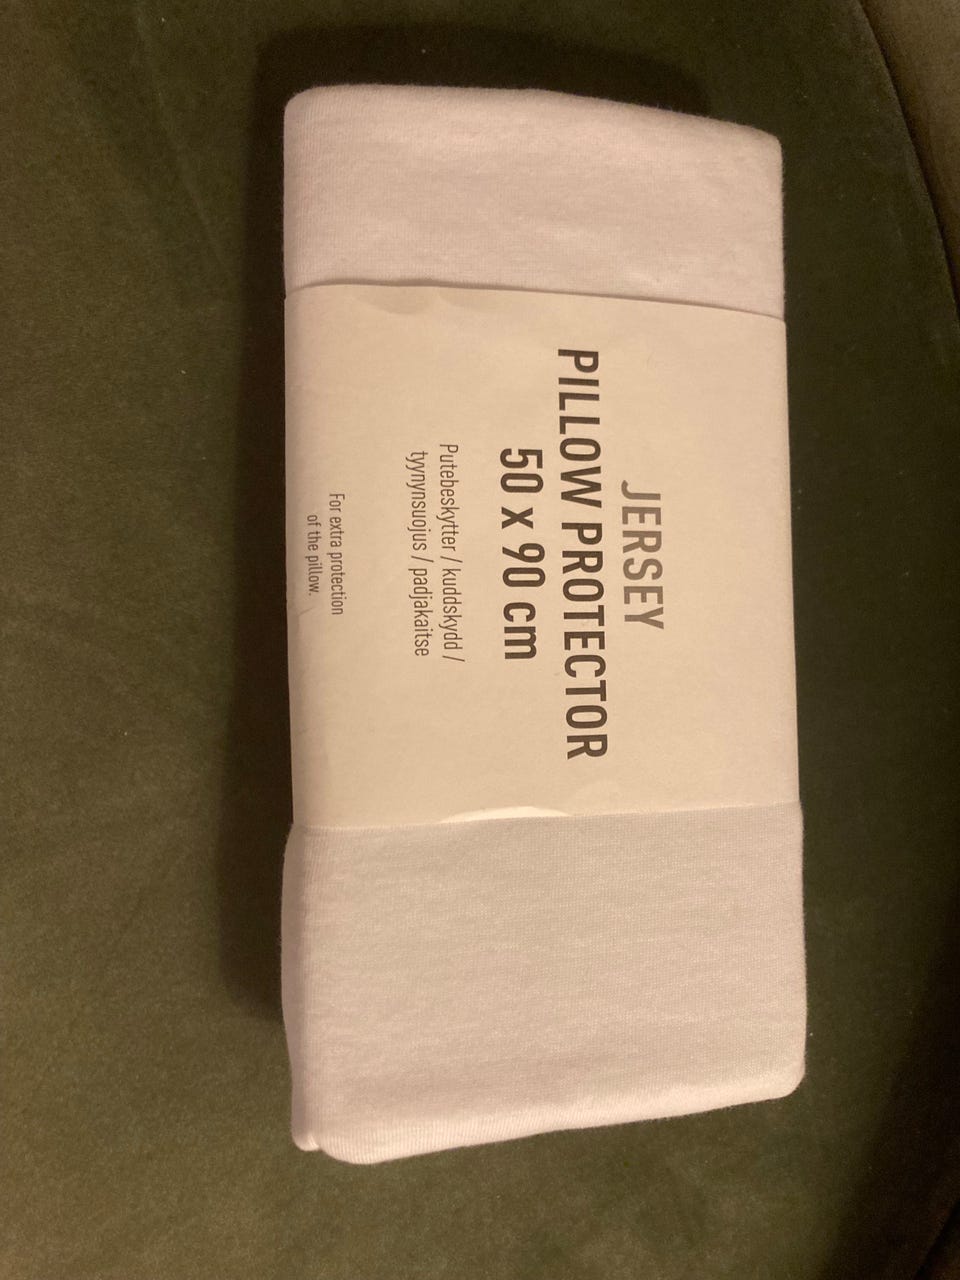 JERSEY
PILLOW PROTECTOR
50 x 90 cm
Putebeskytter / kuddskydd /
tyynynsuojus / padjakaitse
For extra protection
of the pillow.